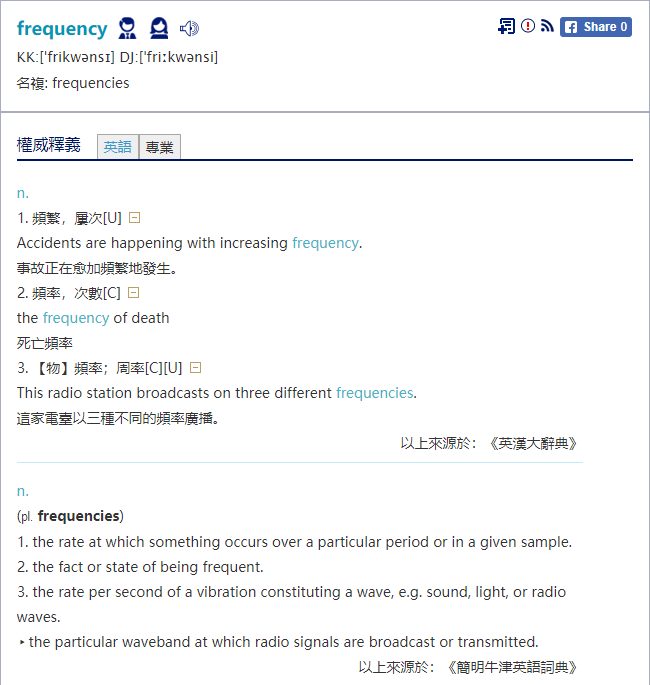 frequency
Share 0
KK:[ˈfrikwənsɪ] DJ:[ˈfriːkwənsi]
名複: frequencies
權威釋義 英語 專業
n.
1. 頻繁，屢次[U]
Accidents are happening with increasing frequency.
事故正在愈加頻繁地發生。
2. 頻率，次數[C]
the frequency of death
死亡頻率
3. 【物】頻率；周率[C][U]
This radio station broadcasts on three different frequencies.
這家電臺以三種不同的頻率廣播。
以上來源於：《英漢大辭典》
n.
(pl. frequencies)
1. the rate at which something occurs over a particular period or in a given sample.
2. the fact or state of being frequent.
3. the rate per second of a vibration constituting a wave, e.g. sound, light, or radio
waves.
‣ the particular waveband at which radio signals are broadcast or transmitted.
以上來源於：《簡明牛津英語詞典》